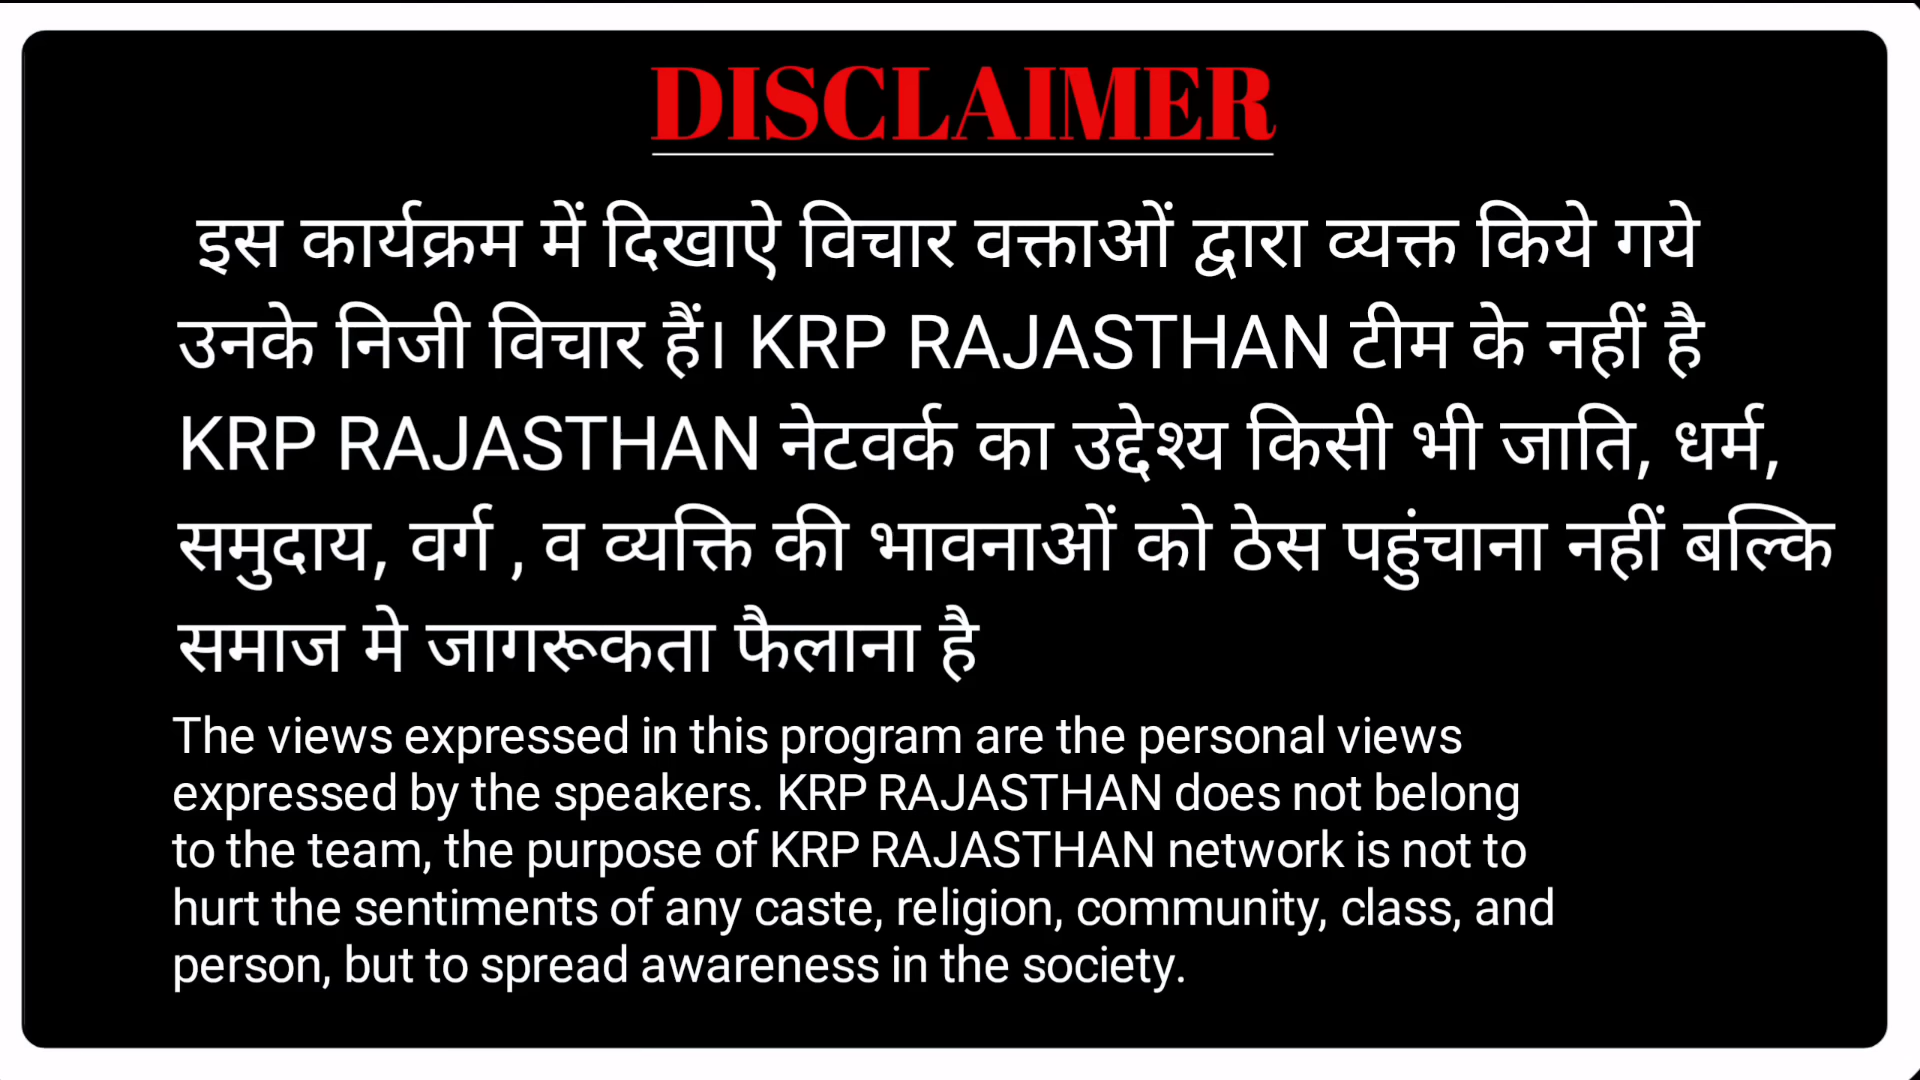 DISCLAIMER
इस कार्यक्रम में दिखाऐ विचार वक्ताओं द्वारा व्यक्त किये गये
उनके निजी विचार हैं। KRP RAJASTHAN टीम के नहीं है
KRP RAJASTHAN नेटवर्क का उद्देश्य किसी भी जाति, धर्म,
समुदाय, वर्ग , व व्यक्ति की भावनाओं को ठेस पहुंचाना नहीं बल्कि
समाज मे जागरूकता फैलाना है
The views expressed in this program are the personal views
expressed by the speakers. KRP RAJASTHAN does not belong
to the team, the purpose of KRP RAJASTHAN network is not to
hurt the sentiments of any caste, religion, community, class, and
person, but to spread awareness in the society.